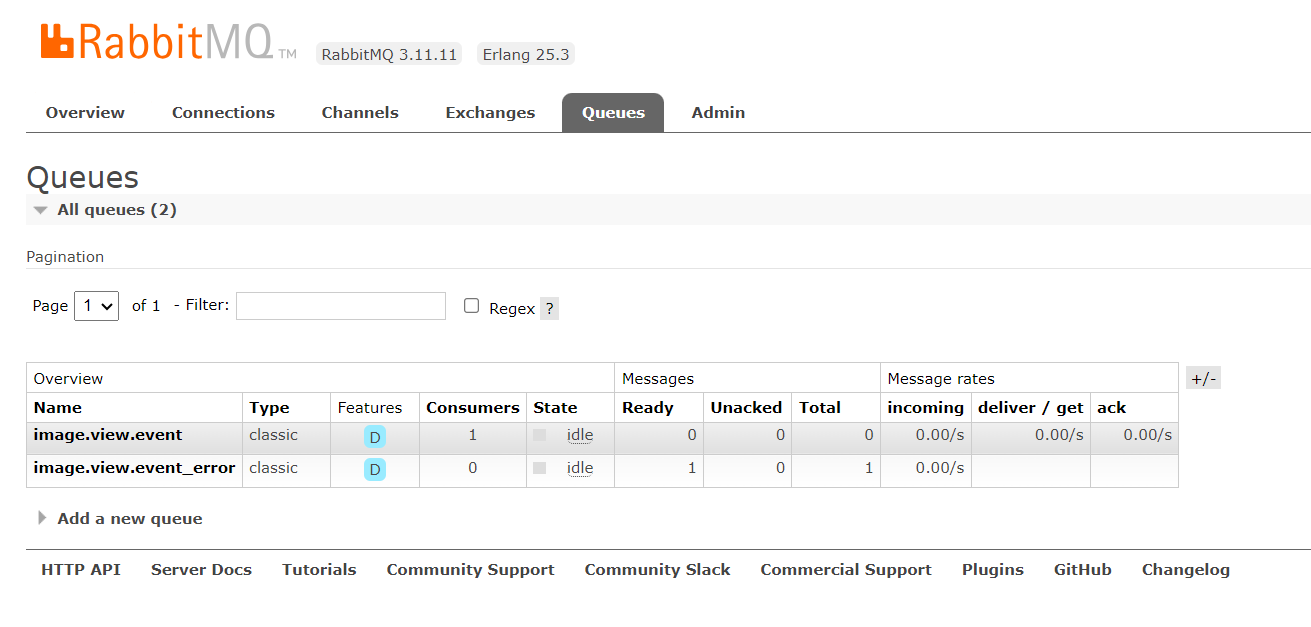 RabbitMQ TM RabbitMQ 3.11.11 Erlang 25.3
Overview Connections Channels Exchanges Queues Admin
Queues
All queues (2)
Pagination
Page 1 of 1 - Filter: Regex ?
Overview Messages Message rates +/-
Name Type Features Consumers State Ready Unacked Total incoming deliver / get ack
image.view.event classic D 1 idle 0 0 0 0.00/s 0.00/s 0.00/s
image.view.event_error classic D 0 idle 1 0 1 0.00/s
Add a new queue
HTTP API Server Docs Tutorials Community Support Community Slack Commercial Support Plugins GitHub Changelog